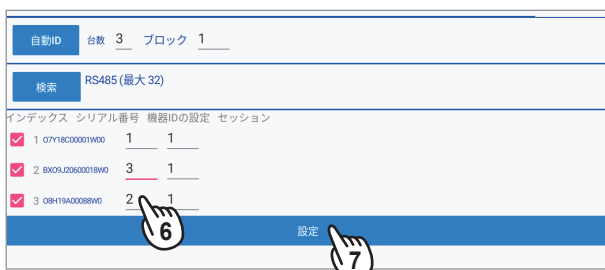 自動ID 台数 3 ブロック 1
検索 RS485 (最大 32)
インデックス シリアル番号 機器IDの設定 セッション
1 O7Y18C00001W00 1 1
2 BXO9J20600018W0 3 1
3 O8H19A00088W0 2 1
6
設定
7